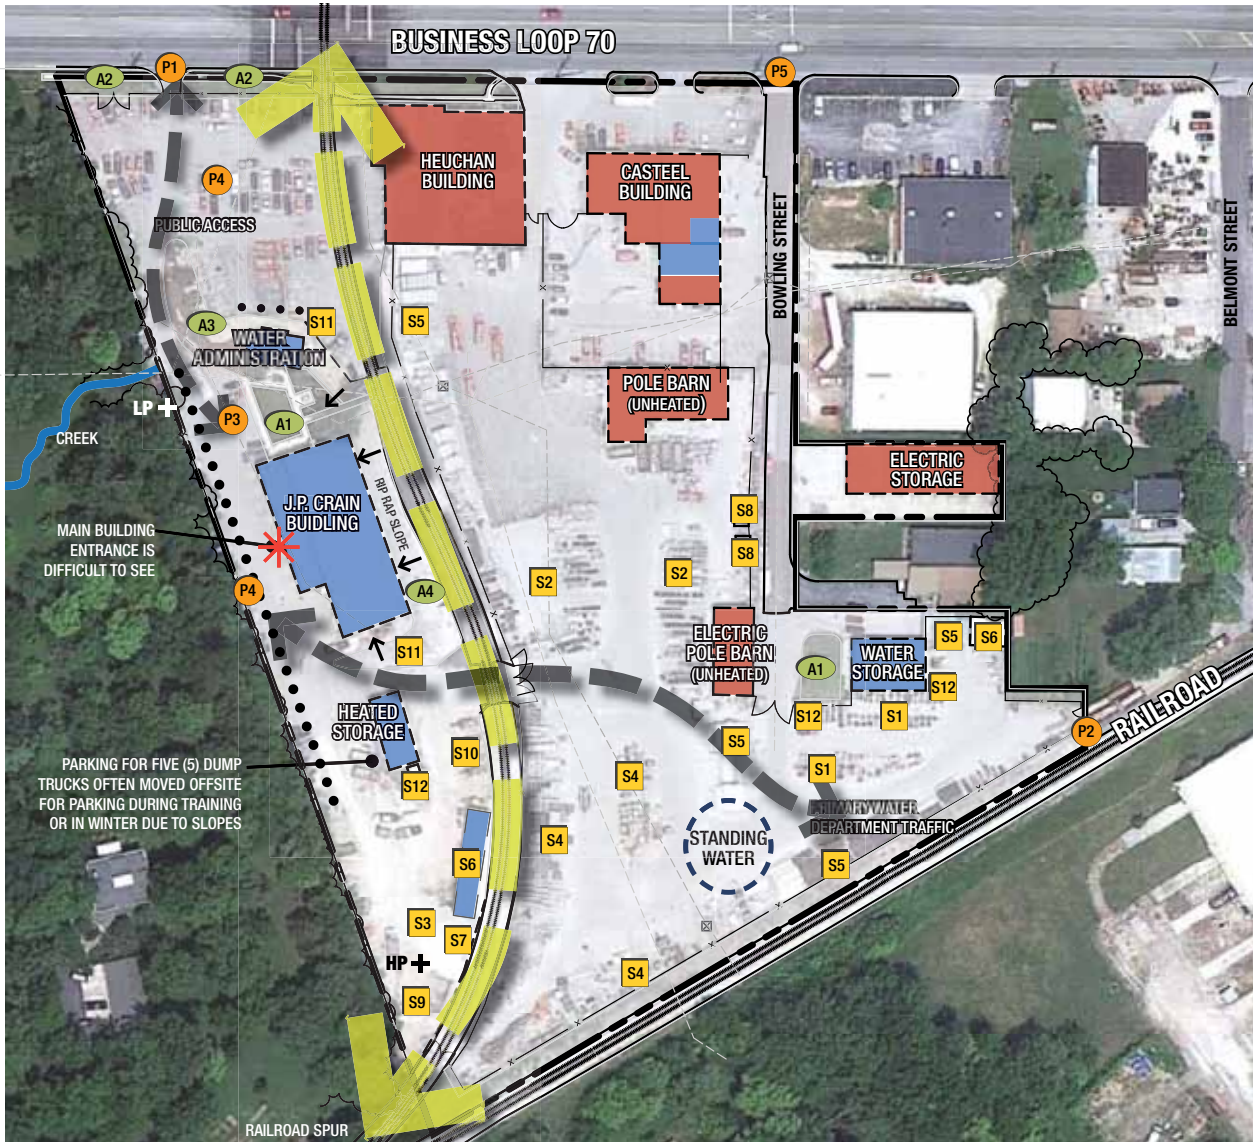 BUSINESS LOOP 70
P1
P5
A2
A2
HEUCHAN
BUILDING
CASTEEL
BUILDING
P4
PUBLIC ACCESS
BOWLING STREET
BELMONT STREET
A3
S11
S5
WATER
ADMINISTRATION
POLE BARN
(UNHEATED)
LP
P3
A1
CREEK
ELECTRIC
STORAGE
J.P. CRAIN
BUIDLING
RIP RAP SLOPE
S8
MAIN BUILDING
ENTRANCE IS
DIFFICULT TO SEE
S8
S2
S2
P4
A4
ELECTRIC
POLE BARN
(UNHEATED)
S5
S6
S11
A1
WATER
STORAGE
S12
HEATED
STORAGE
S12
S1
P2
RAILROAD
S10
S5
PARKING FOR FIVE (5) DUMP
TRUCKS OFTEN MOVED OFFSITE
FOR PARKING DURING TRAINING
OR IN WINTER DUE TO SLOPES
S12
S4
S1
PRIMARY WATER
DEPARTMENT TRAFFIC
STANDING
WATER
S4
S6
S5
S3
S7
HP
S4
S9
RAILROAD SPUR